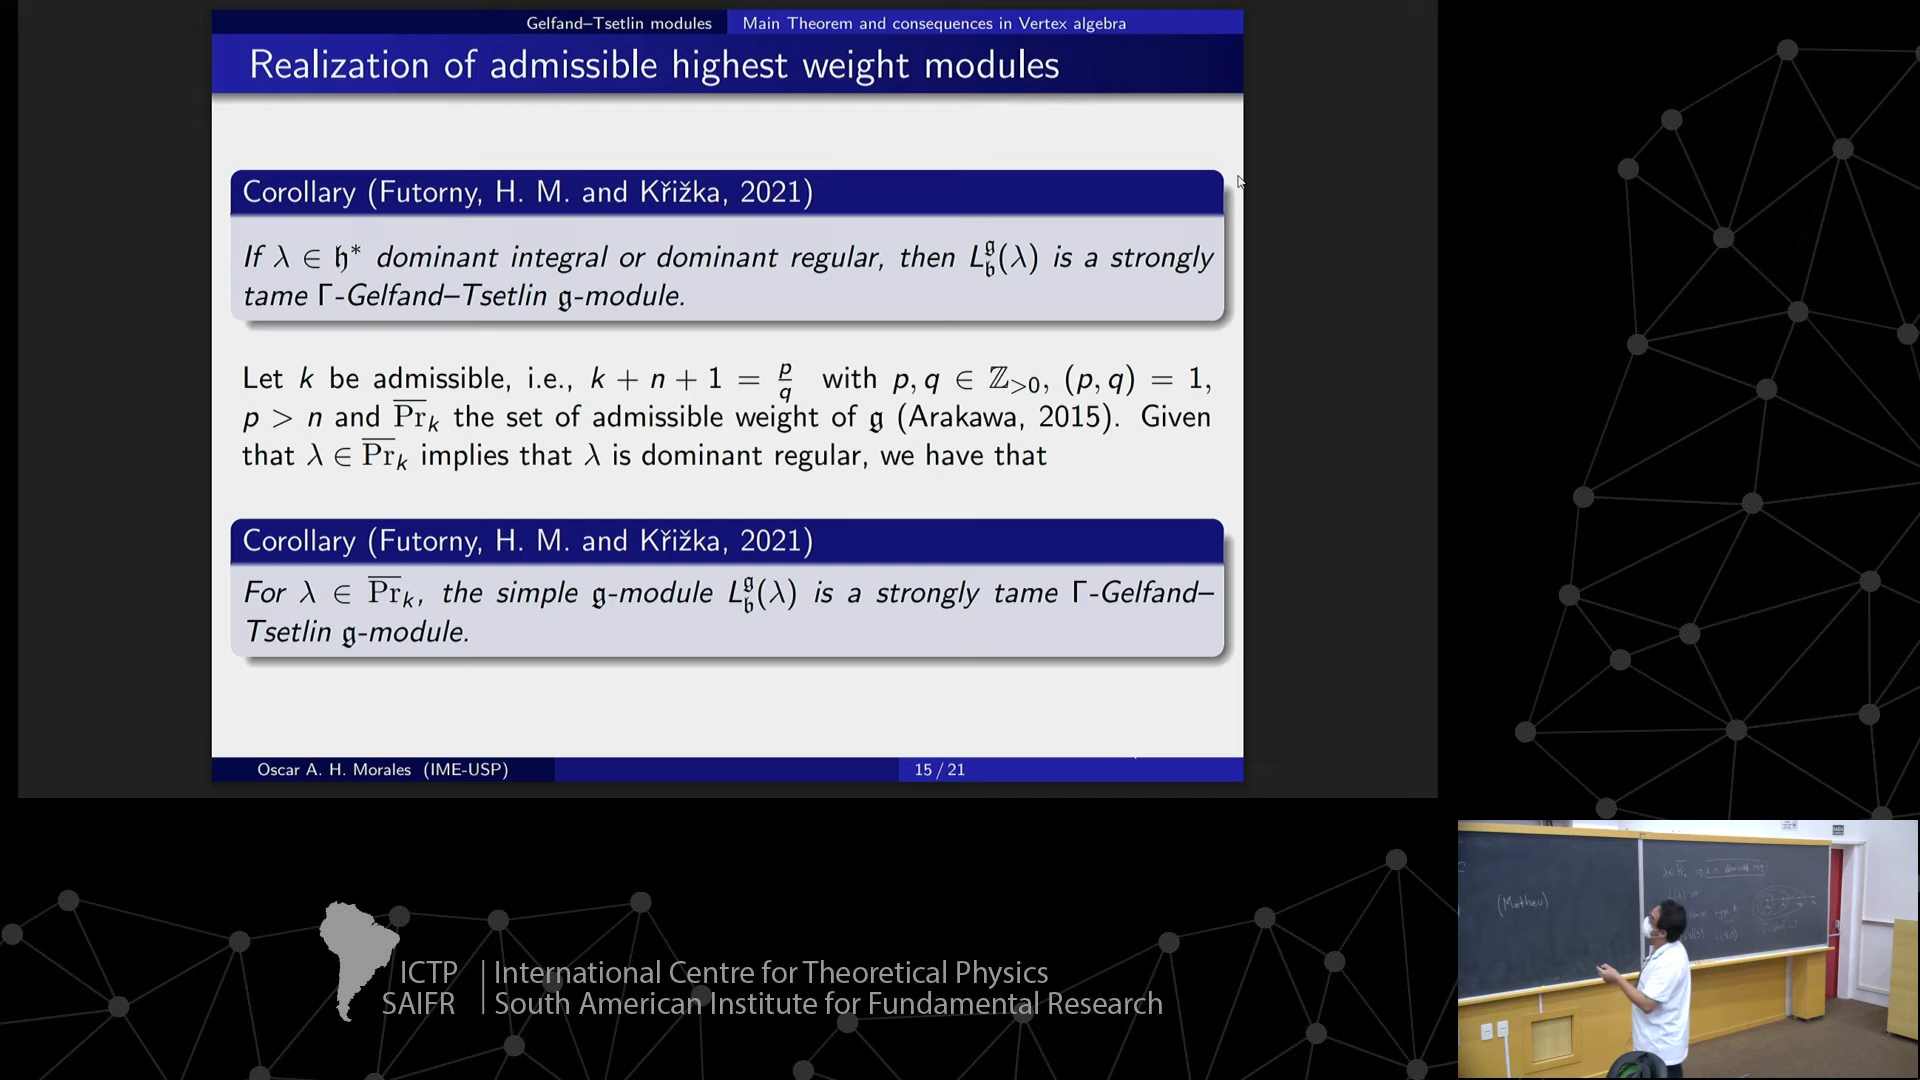 Gelfand–Tsetlin modules
Main Theorem and consequences in Vertex algebra
Realization of admissible highest weight modules
Corollary (Futorny, H. M. and Křižka, 2021)
If λ ∈ 𝔥* dominant integral or dominant regular, then L_𝔟^𝔤(λ) is a strongly
tame Γ-Gelfand–Tsetlin 𝔤-module.
Let k be admissible, i.e., k + n + 1 = p/q with p, q ∈ ℤ_{>0}, (p, q) = 1,
p > n and \overline{Pr}_k the set of admissible weight of 𝔤 (Arakawa, 2015). Given
that λ ∈ \overline{Pr}_k implies that λ is dominant regular, we have that
Corollary (Futorny, H. M. and Křižka, 2021)
For λ ∈ \overline{Pr}_k, the simple 𝔤-module L_𝔟^𝔤(λ) is a strongly tame Γ-Gelfand–
Tsetlin 𝔤-module.
Oscar A. H. Morales (IME-USP)
15 / 21
(Matheu)
ICTP
SAIFR
International Centre for Theoretical Physics
South American Institute for Fundamental Research